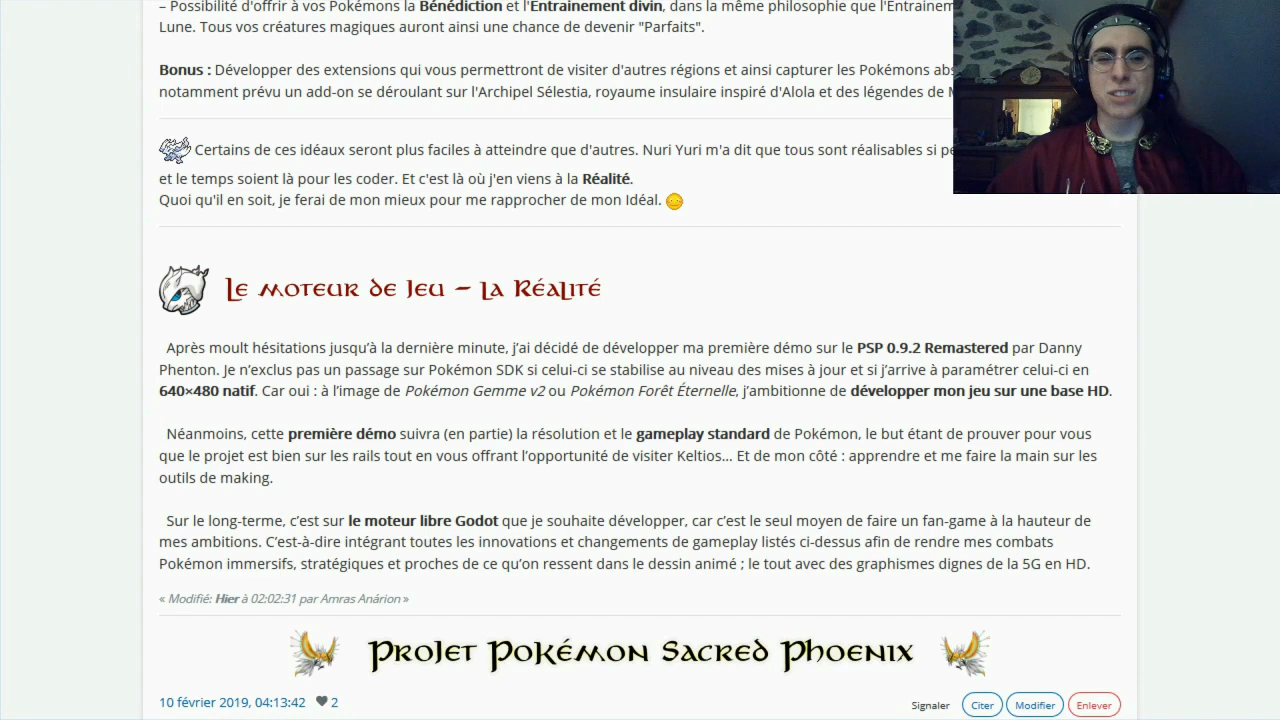 – Possibilité d'offrir à vos Pokémons la Bénédiction et l'Entrainement divin, dans la même philosophie que l'Entrainem
Lune. Tous vos créatures magiques auront ainsi une chance de devenir "Parfaits".
Bonus : Développer des extensions qui vous permettront de visiter d'autres régions et ainsi capturer les Pokémons abs
notamment prévu un add-on se déroulant sur l'Archipel Sélestia, royaume insulaire inspiré d'Alola et des légendes de M
Certains de ces idéaux seront plus faciles à atteindre que d'autres. Nuri Yuri m'a dit que tous sont réalisables si pe
et le temps soient là pour les coder. Et c'est là où j'en viens à la Réalité.
Quoi qu'il en soit, je ferai de mon mieux pour me rapprocher de mon Idéal.
Le moteur de Jeu – La Réalité
Après moult hésitations jusqu’à la dernière minute, j’ai décidé de développer ma première démo sur le PSP 0.9.2 Remastered par Danny
Phenton. Je n’exclus pas un passage sur Pokémon SDK si celui-ci se stabilise au niveau des mises à jour et si j’arrive à paramétrer celui-ci en
640×480 natif. Car oui : à l’image de Pokémon Gemme v2 ou Pokémon Forêt Éternelle, j’ambitionne de développer mon jeu sur une base HD.
Néanmoins, cette première démo suivra (en partie) la résolution et le gameplay standard de Pokémon, le but étant de prouver pour vous
que le projet est bien sur les rails tout en vous offrant l’opportunité de visiter Keltios… Et de mon côté : apprendre et me faire la main sur les
outils de making.
Sur le long-terme, c’est sur le moteur libre Godot que je souhaite développer, car c’est le seul moyen de faire un fan-game à la hauteur de
mes ambitions. C’est-à-dire intégrant toutes les innovations et changements de gameplay listés ci-dessus afin de rendre mes combats
Pokémon immersifs, stratégiques et proches de ce qu’on ressent dans le dessin animé ; le tout avec des graphismes dignes de la 5G en HD.
« Modifié: Hier à 02:02:31 par Amras Anárion »
Projet Pokémon Sacred Phoenix
10 février 2019, 04:13:42 2
Signaler Citer Modifier Enlever